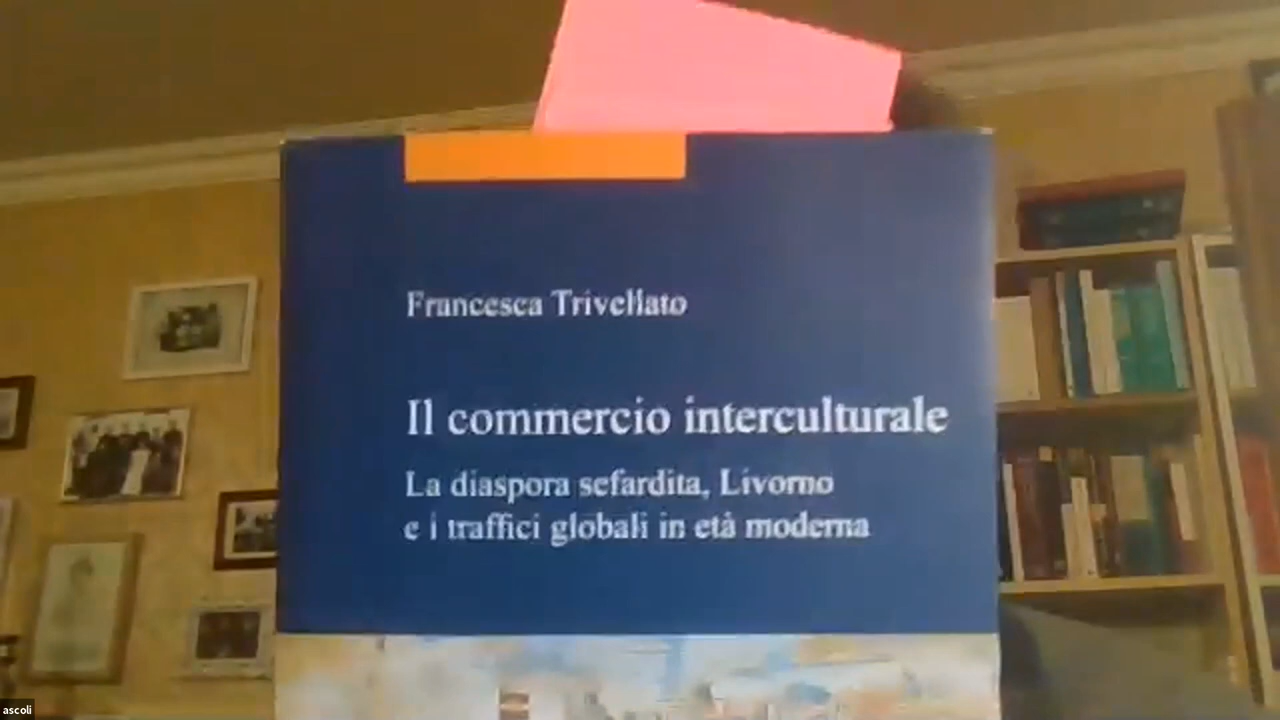 Francesca Trivellato
Il commercio interculturale
La diaspora sefardita, Livorno
e i traffici globali in età moderna
ascoli